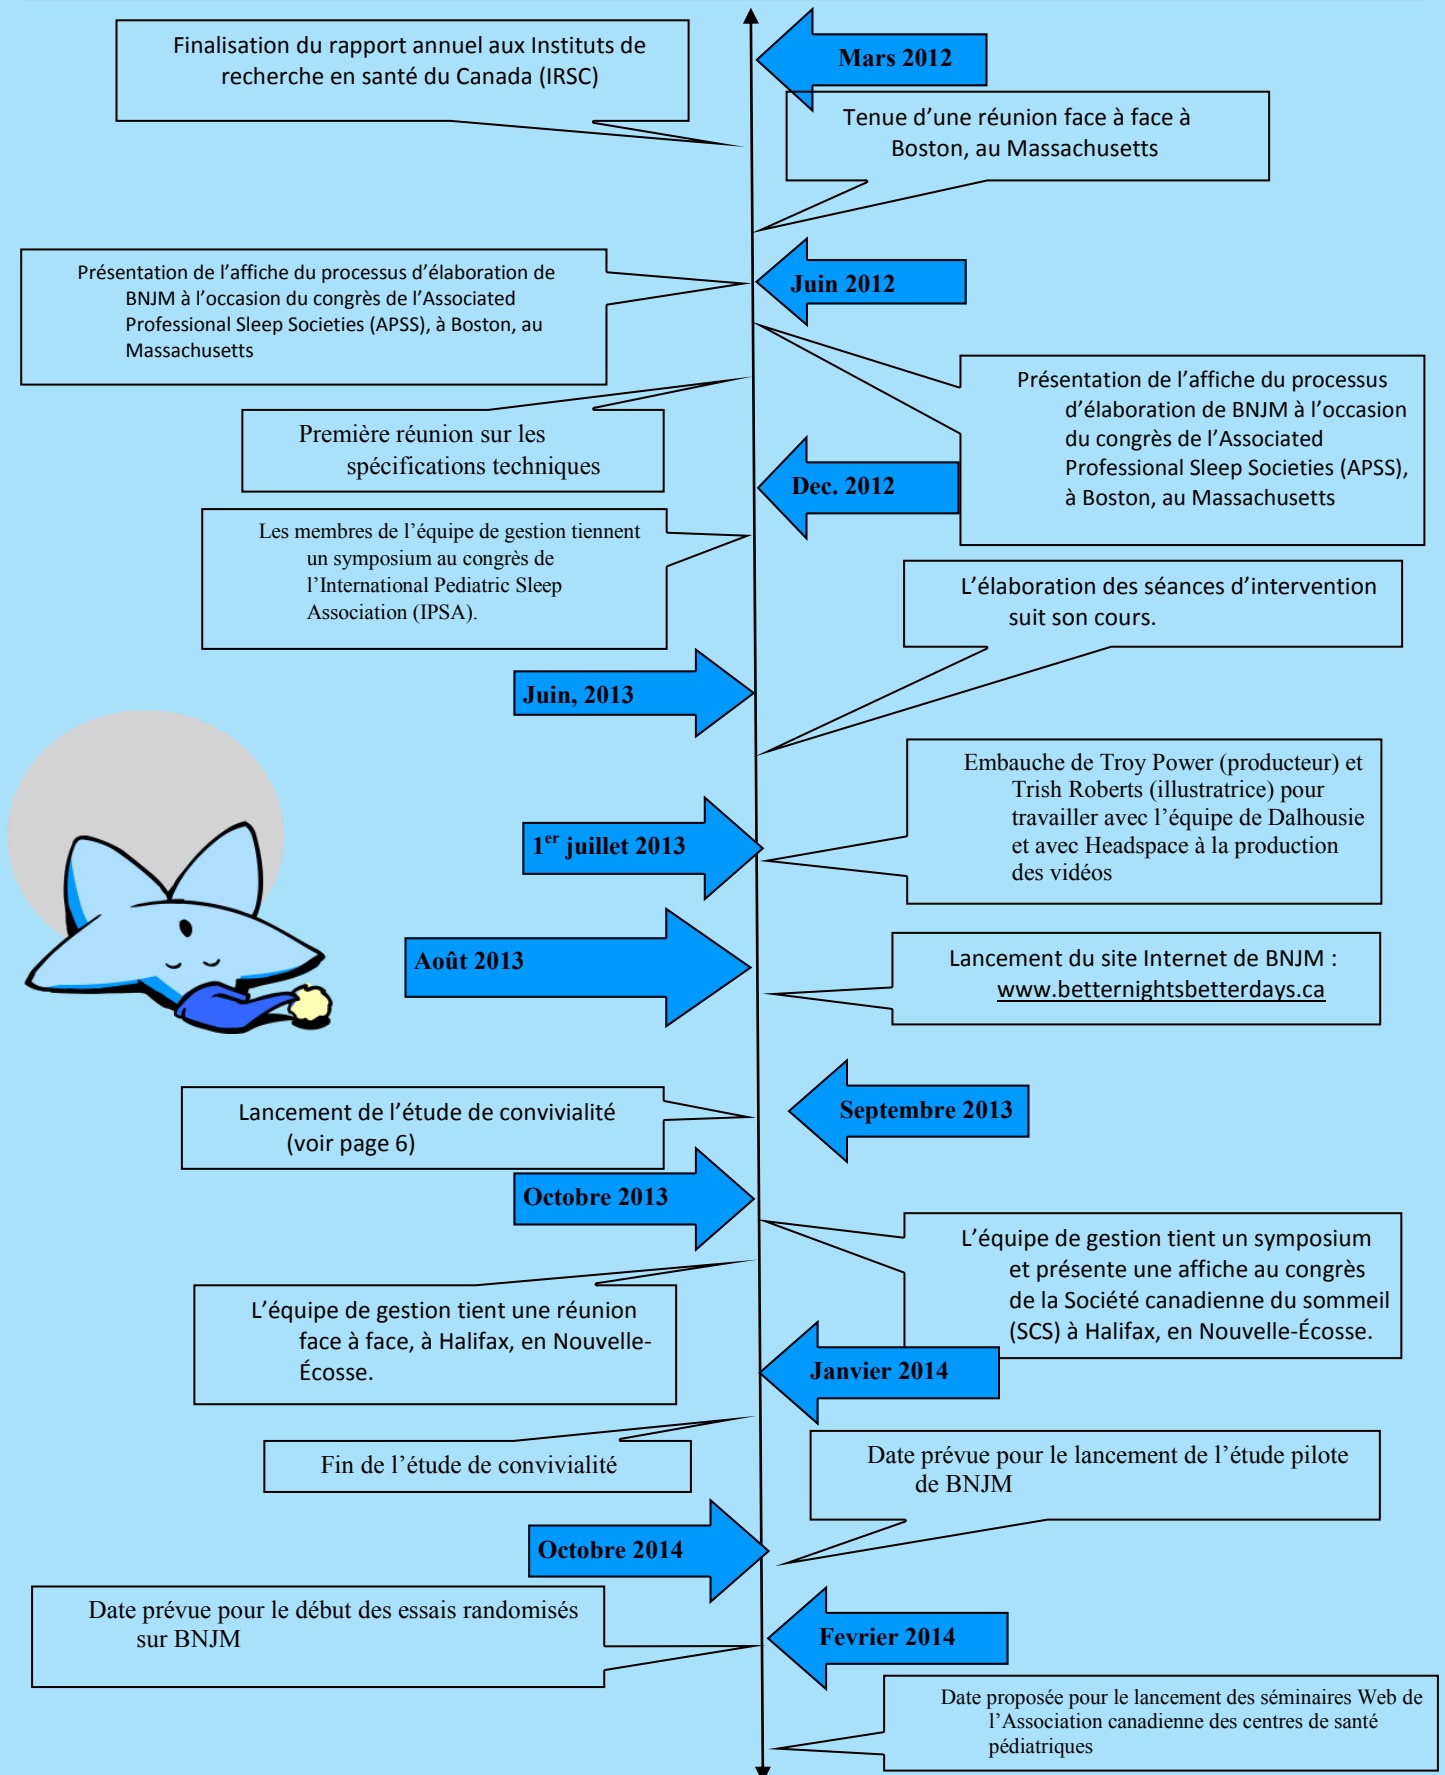 Mars 2012
Finalisation du rapport annuel aux Instituts de
recherche en santé du Canada (IRSC)
Tenue d’une réunion face à face à
Boston, au Massachusetts
Juin 2012
Présentation de l’affiche du processus d’élaboration de
BNJM à l’occasion du congrès de l’Associated
Professional Sleep Societies (APSS), à Boston, au
Massachusetts
Présentation de l’affiche du processus
d’élaboration de BNJM à l’occasion
du congrès de l’Associated
Professional Sleep Societies (APSS),
à Boston, au Massachusetts
Première réunion sur les
spécifications techniques
Dec. 2012
Les membres de l’équipe de gestion tiennent
un symposium au congrès de
l’International Pediatric Sleep
Association (IPSA).
L’élaboration des séances d’intervention
suit son cours.
Juin, 2013
Embauche de Troy Power (producteur) et
Trish Roberts (illustratrice) pour
travailler avec l’équipe de Dalhousie
et avec Headspace à la production
des vidéos
1er juillet 2013
Août 2013
Lancement du site Internet de BNJM :
www.betternightsbetterdays.ca
Septembre 2013
Lancement de l’étude de convivialité
(voir page 6)
Octobre 2013
L’équipe de gestion tient un symposium
et présente une affiche au congrès
de la Société canadienne du sommeil
(SCS) à Halifax, en Nouvelle-Écosse.
L’équipe de gestion tient une réunion
face à face, à Halifax, en Nouvelle-
Écosse.
Janvier 2014
Fin de l’étude de convivialité
Date prévue pour le lancement de l’étude pilote
de BNJM
Octobre 2014
Date prévue pour le début des essais randomisés
sur BNJM
Fevrier 2014
Date proposée pour le lancement des séminaires Web de
l’Association canadienne des centres de santé
pédiatriques